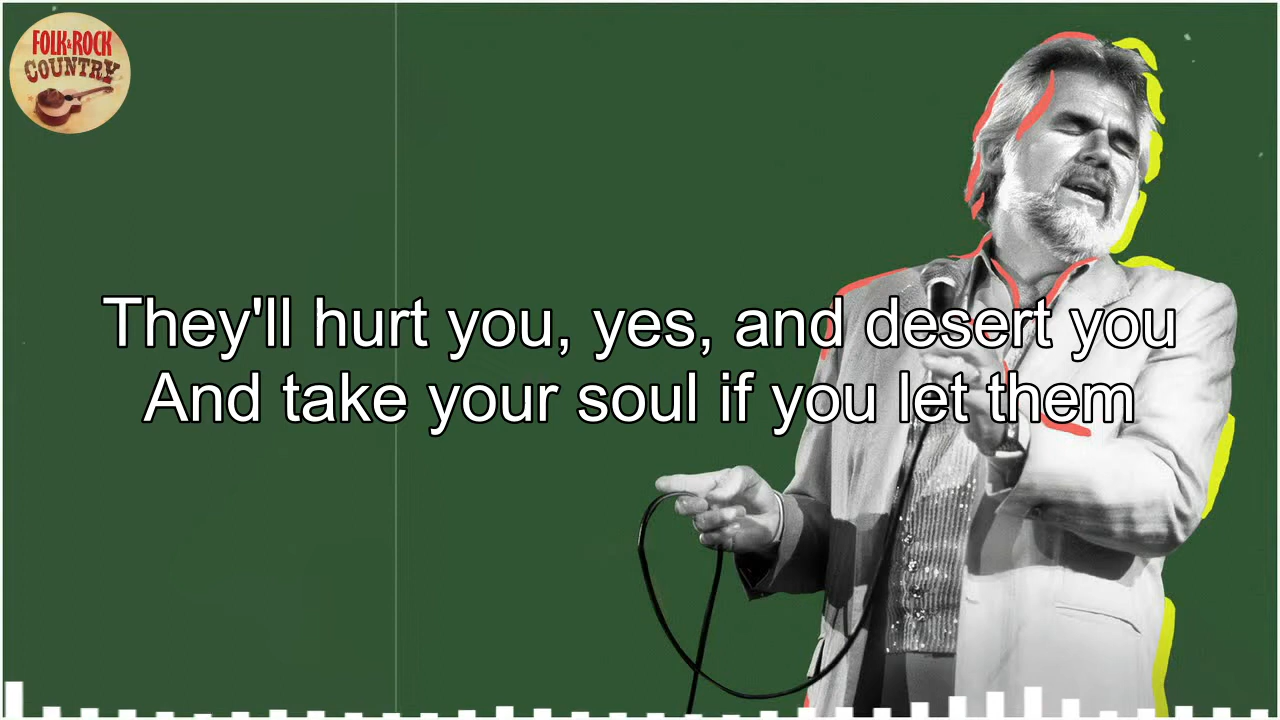 FOLK&ROCK
COUNTRY
They'll hurt you, yes, and desert you
And take your soul if you let them